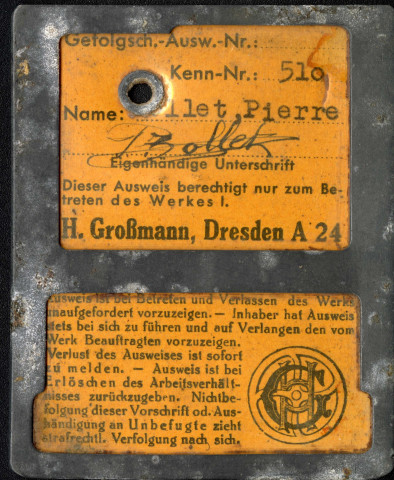 Gefolgsch.-Ausw.-Nr.:
Kenn-Nr.: 510
Name: llet, Pierre
PBollet
Eigenhändige Unterschrift
Dieser Ausweis berechtigt nur zum Be-
treten des Werkes I.
H. Großmann, Dresden A 24
Ausweis ist bei Betreten und Verlassen des Werks
unaufgefordert vorzuzeigen. — Inhaber hat Ausweis
stets bei sich zu führen und auf Verlangen den vom
Werk Beauftragten vorzuzeigen.
Verlust des Ausweises ist sofort
zu melden. — Ausweis ist bei
Erlöschen des Arbeitsverhält-
nisses zurückzugeben. Nichtbe-
folgung dieser Vorschrift od. Aus-
händigung an Unbefugte zieht
strafrechtl. Verfolgung nach sich.